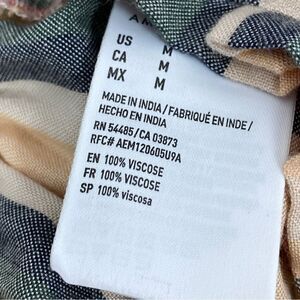 US M
CA M
MX M
MADE IN INDIA / FABRIQUÉ EN INDE /
HECHO EN INDIA
RN 54485 / CA 03873
RFC# AEM120605U9A
EN 100% VISCOSE
FR 100% VISCOSE
SP 100% viscosa